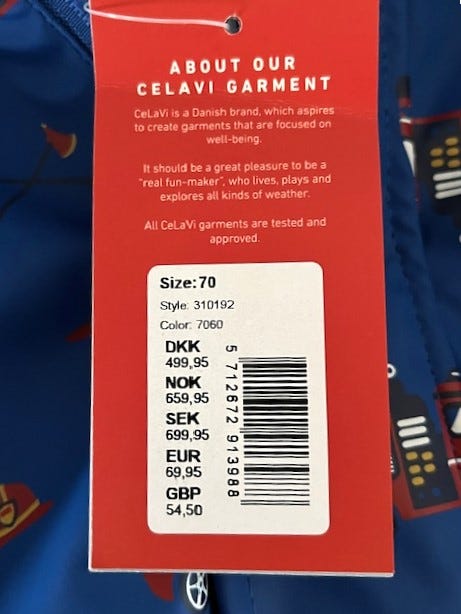 ABOUT OUR
CELAVI GARMENT
CeLaVi is a Danish brand, which aspires
to create garments that are focused on
well-being.
It should be a great pleasure to be a
"real fun-maker", who lives, plays and
explores all kinds of weather.
All CeLaVi garments are tested and
approved.
Size:70
Style: 310192
Color: 7060
DKK
499,95
NOK
659,95
SEK
699,95
EUR
69,95
GBP
54,50
5 712672 913988